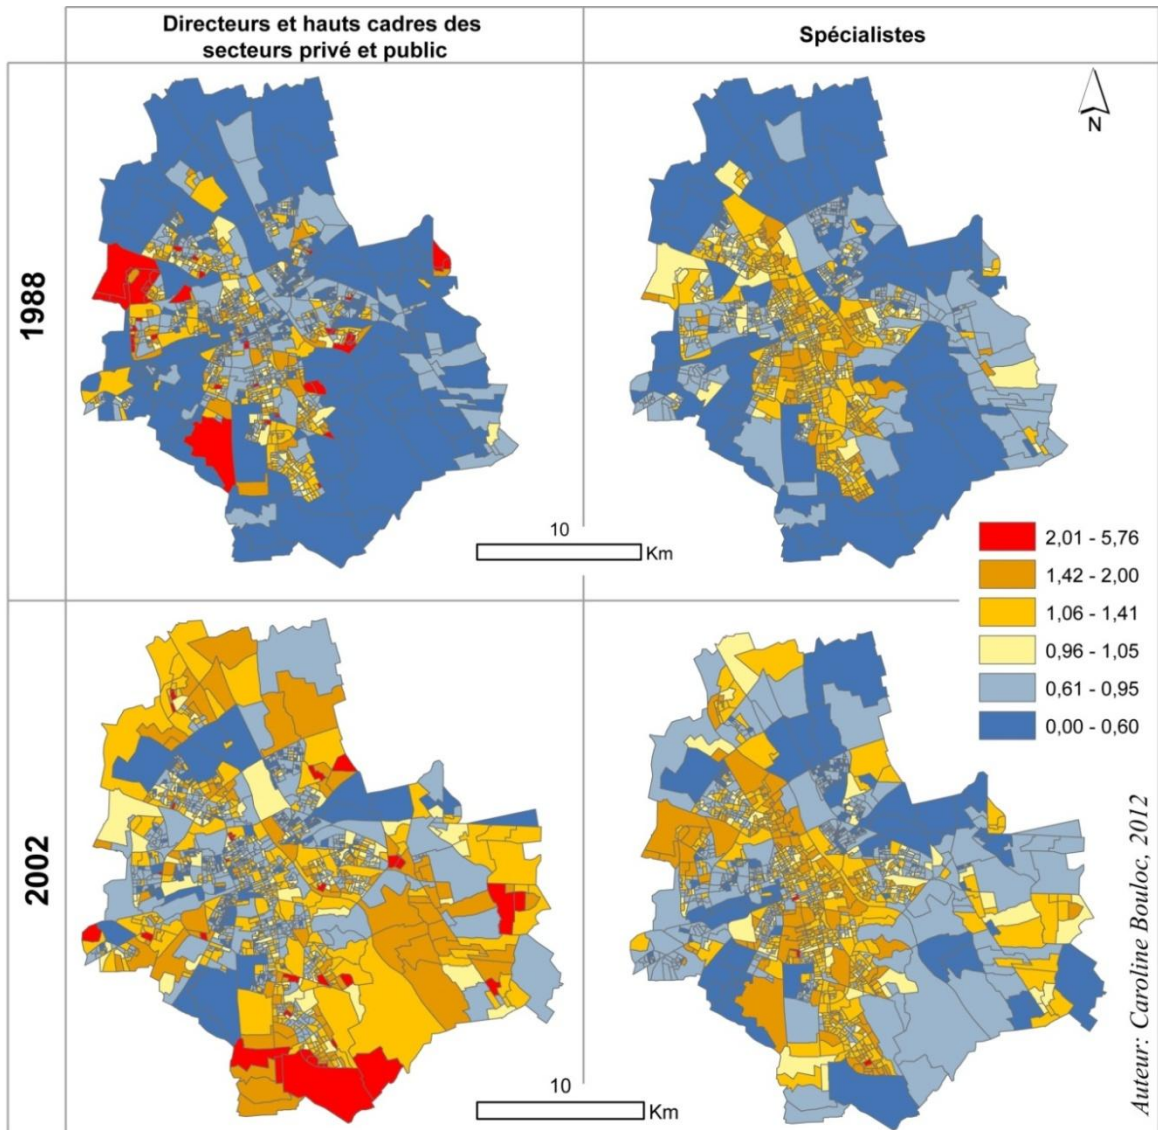 Directeurs et hauts cadres des
secteurs privé et public
Spécialistes
N
1988
10
Km
2,01 - 5,76
1,42 - 2,00
1,06 - 1,41
0,96 - 1,05
0,61 - 0,95
0,00 - 0,60
2002
10
Km
Auteur: Caroline Bouloc, 2012